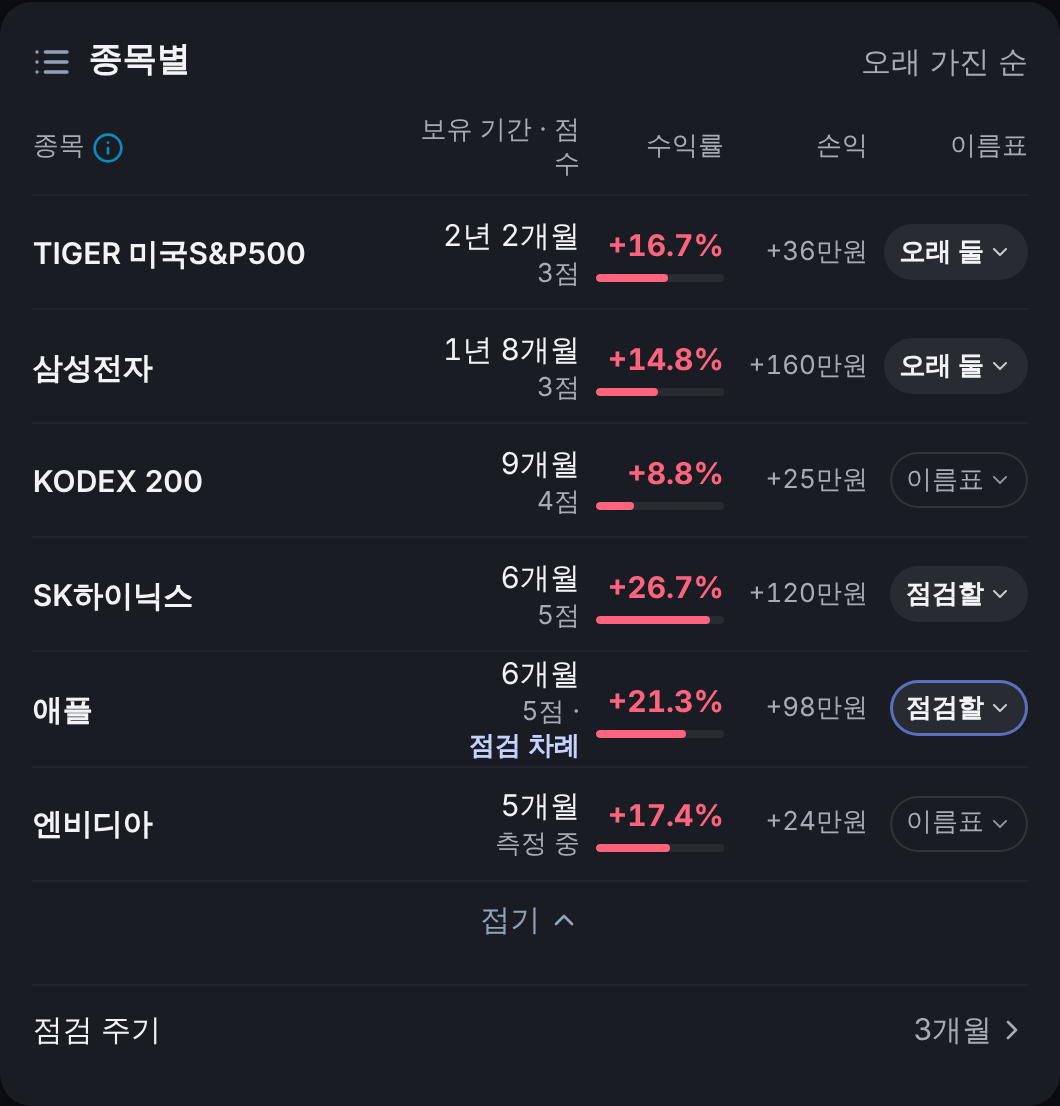 종목별
오래 가진 순
종목
보유 기간 · 점수
수익률
손익
이름표
TIGER 미국S&P500
2년 2개월
3점
+16.7%
+36만원
오래 둘
삼성전자
1년 8개월
3점
+14.8%
+160만원
오래 둘
KODEX 200
9개월
4점
+8.8%
+25만원
이름표
SK하이닉스
6개월
5점
+26.7%
+120만원
점검할
애플
6개월
5점 ·
점검 차례
+21.3%
+98만원
점검할
엔비디아
5개월
측정 중
+17.4%
+24만원
이름표
접기
점검 주기
3개월